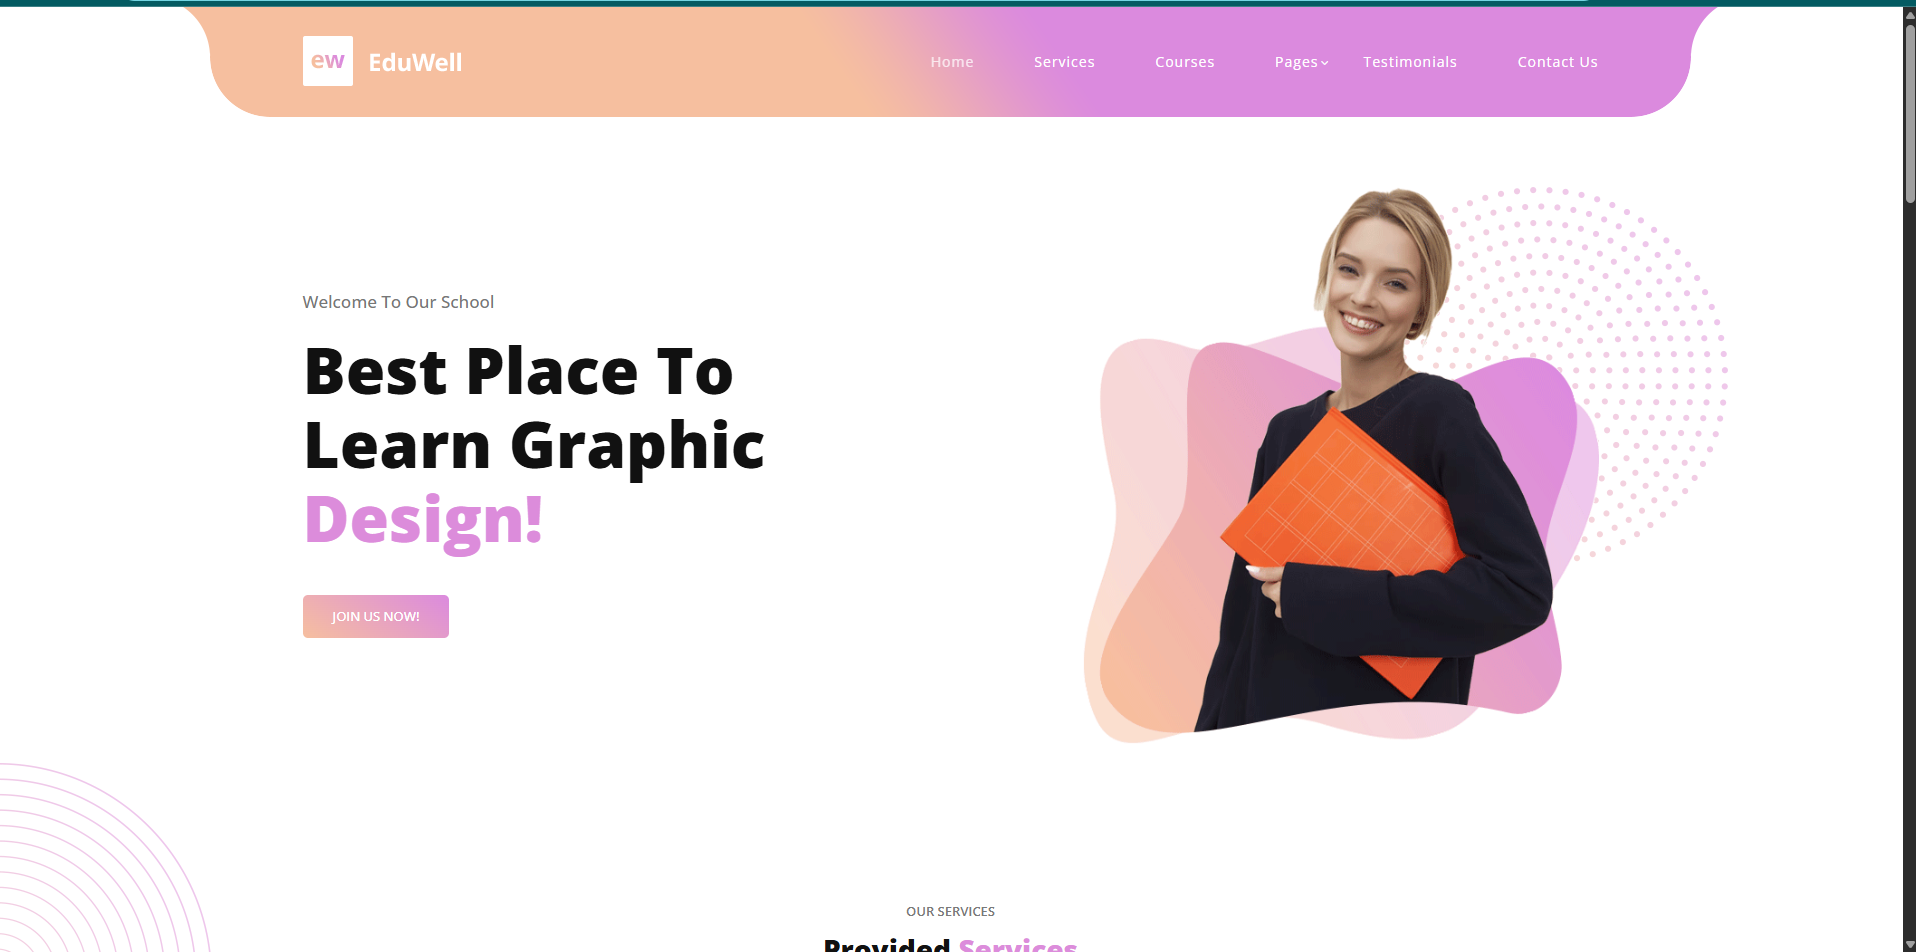 ew EduWell
Home Services Courses Pages Testimonials Contact Us
Welcome To Our School
Best Place To
Learn Graphic
Design!
JOIN US NOW!
OUR SERVICES
Provided Services